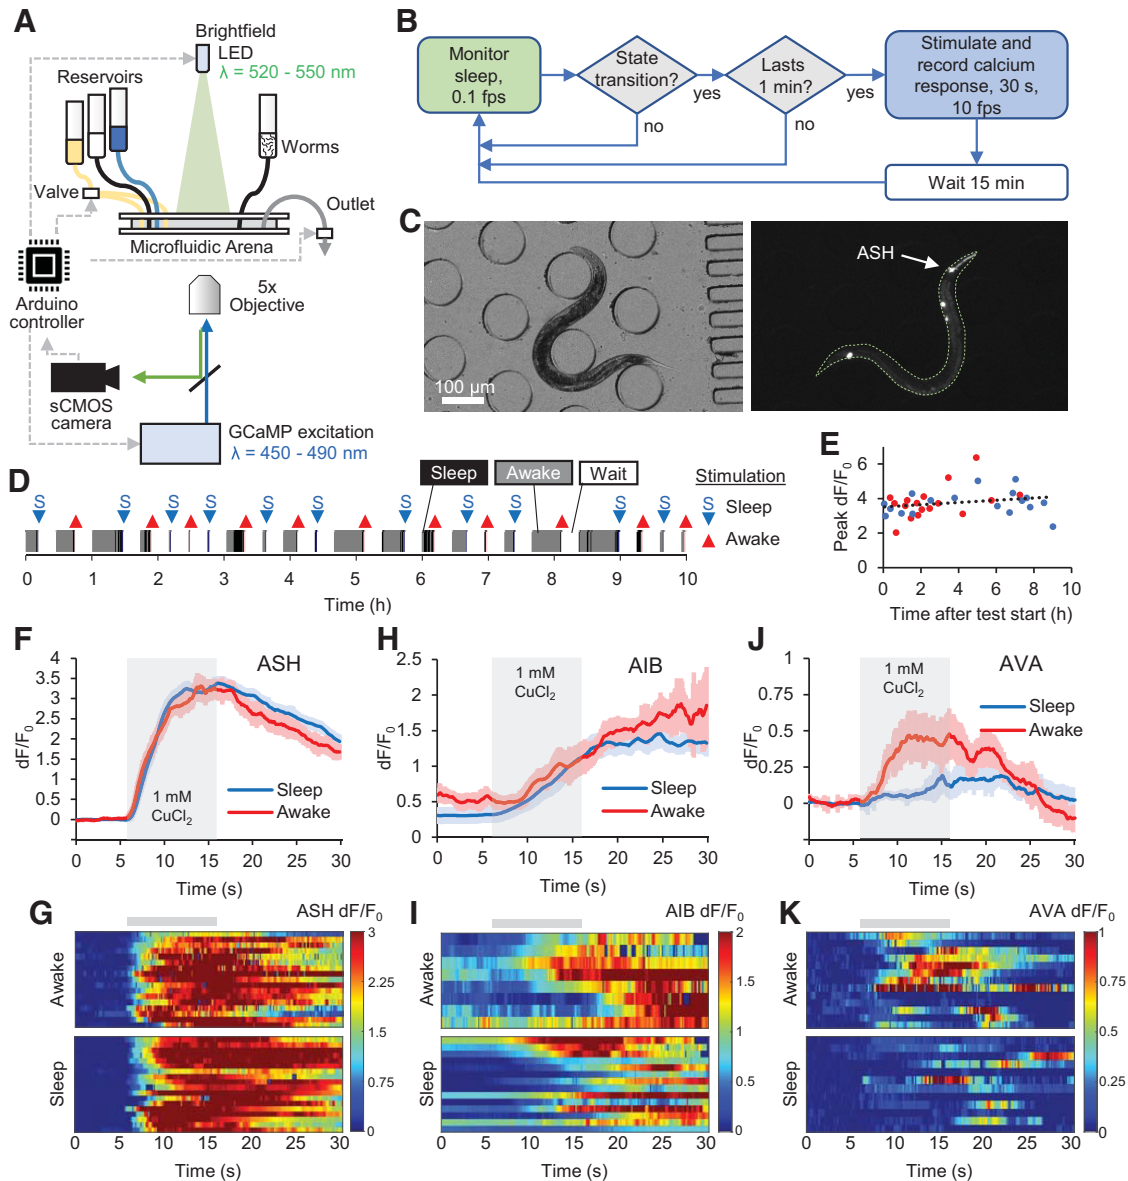 A
Brightfield
LED
λ = 520 - 550 nm
Reservoirs
Worms
Valve
Outlet
Microfluidic Arena
Arduino
controller
5x
Objective
sCMOS
camera
GCaMP excitation
λ = 450 - 490 nm
B
Monitor
sleep,
0.1 fps
State
transition?
yes
no
Lasts
1 min?
yes
no
Stimulate and
record calcium
response, 30 s,
10 fps
Wait 15 min
C
100 µm
ASH
D
Sleep
Awake
Wait
Stimulation
S Sleep
Awake
S S S S S S S S S S S
0 1 2 3 4 5 6 7 8 9 10
Time (h)
E
Peak dF/F0
6
4
2
0
0 2 4 6 8 10
Time after test start (h)
F
ASH
dF/F0
4
3.5
3
2.5
2
1.5
1
0.5
0
1 mM
CuCl2
Sleep
Awake
0 5 10 15 20 25 30
Time (s)
H
AIB
dF/F0
2.5
2
1.5
1
0.5
0
1 mM
CuCl2
Sleep
Awake
0 5 10 15 20 25 30
Time (s)
J
AVA
dF/F0
1
0.75
0.5
0.25
0
1 mM
CuCl2
Sleep
Awake
0 5 10 15 20 25 30
Time (s)
G
ASH dF/F0
Awake
Sleep
3
2.25
1.5
0.75
0
0 5 10 15 20 25 30
Time (s)
I
AIB dF/F0
Awake
Sleep
2
1.5
1
0.5
0
0 5 10 15 20 25 30
Time (s)
K
AVA dF/F0
Awake
Sleep
1
0.75
0.5
0.25
0
0 5 10 15 20 25 30
Time (s)